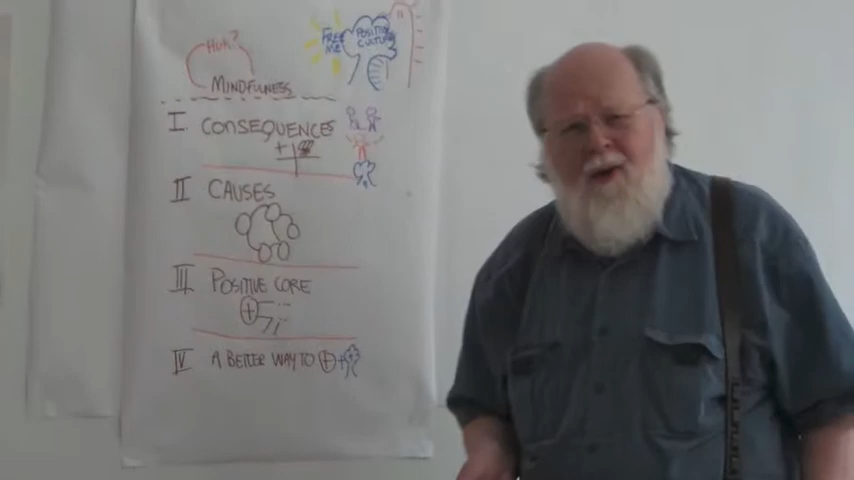 HUH?
FREE ME
POSITIVE CULTURE
MINDFULNESS
I CONSEQUENCES
+
II CAUSES
III POSITIVE CORE
+
IV A BETTER WAY TO + +